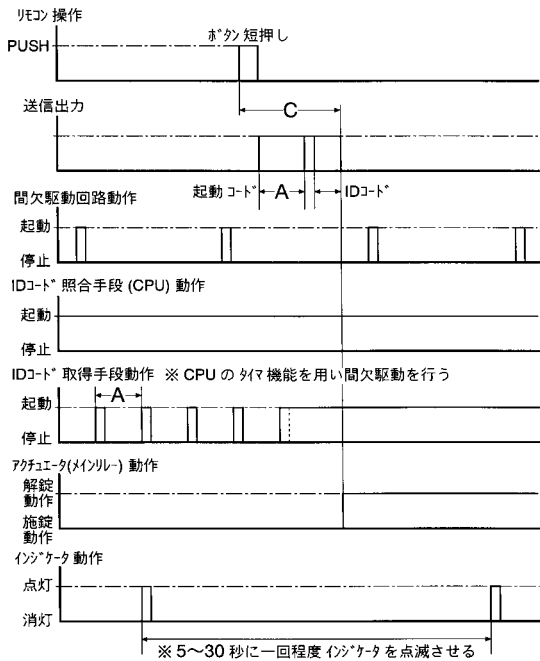 ﾘﾓｺﾝ 操作
PUSH
ﾎﾞﾀﾝ 短押し
C
送信出力
起動 ｺｰﾄﾞ
A
IDｺｰﾄﾞ
間欠駆動回路動作
起動
停止
IDｺｰﾄﾞ 照合手段 (CPU) 動作
起動
停止
IDｺｰﾄﾞ 取得手段動作 ※ CPU の ﾀｲﾏ 機能を用い間欠駆動を行う
起動
A
停止
ｱｸﾁｭｴｰﾀ(ﾒｲﾝﾘﾚｰ) 動作
解錠
動作
施錠
動作
ｲﾝｼﾞｹｰﾀ 動作
点灯
消灯
※ 5〜30 秒に一回程度 ｲﾝｼﾞｹｰﾀ を点滅させる